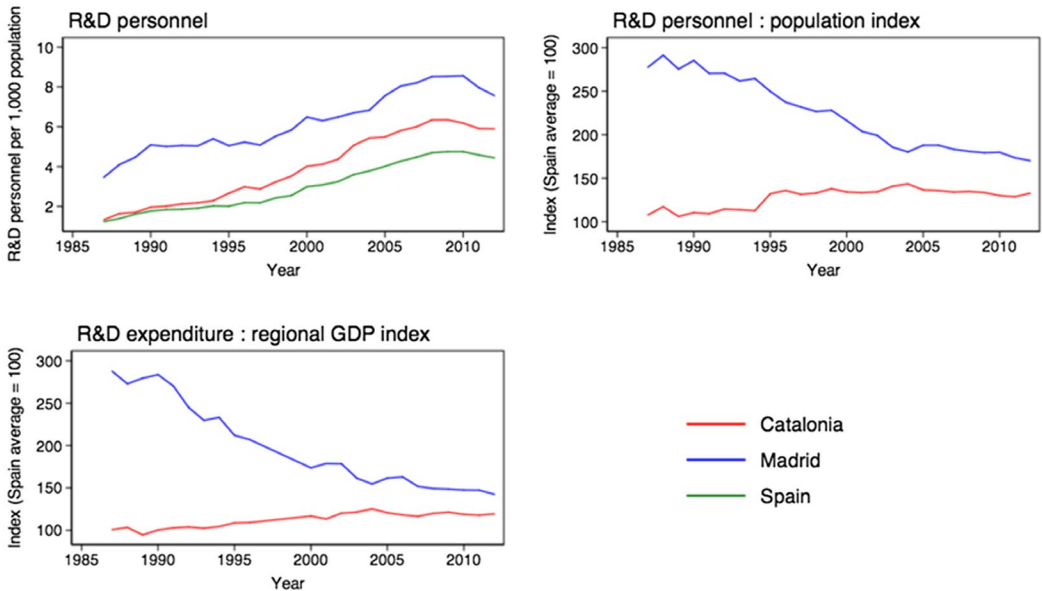 R&D personnel
R&D personnel per 1,000 population
10
8
6
4
2
1985 1990 1995 2000 2005 2010
Year
R&D personnel : population index
Index (Spain average = 100)
300
250
200
150
100
1985 1990 1995 2000 2005 2010
Year
R&D expenditure : regional GDP index
Index (Spain average = 100)
300
250
200
150
100
1985 1990 1995 2000 2005 2010
Year
Catalonia
Madrid
Spain